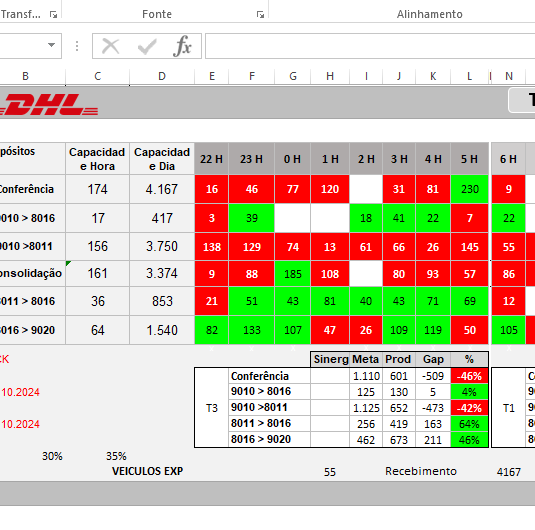 Transf...
Fonte
Alinhamento
fx
B C D E F G H I J K L N
DHL
T
pósitos Capacidad e Hora Capacidad e Dia 22 H 23 H 0 H 1 H 2 H 3 H 4 H 5 H 6 H
Conferência 174 4.167 16 46 77 120 31 81 230 9
9010 > 8016 17 417 3 39 18 41 22 7 22
9010 >8011 156 3.750 138 129 74 13 61 66 26 145 55
onsolidação 161 3.374 9 88 185 108 80 93 57 86
8011 > 8016 36 853 21 51 43 81 40 43 71 69 12
8016 > 9020 64 1.540 82 133 107 47 26 109 119 50 105
CK
Sinerg Meta Prod Gap %
Conferência 1.110 601 -509 -46%
10.2024
9010 > 8016 125 130 5 4%
T3 9010 >8011 1.125 652 -473 -42% T1
10.2024
8011 > 8016 256 419 163 64%
8016 > 9020 462 673 211 46%
30% 35%
VEICULOS EXP 55 Recebimento 4167